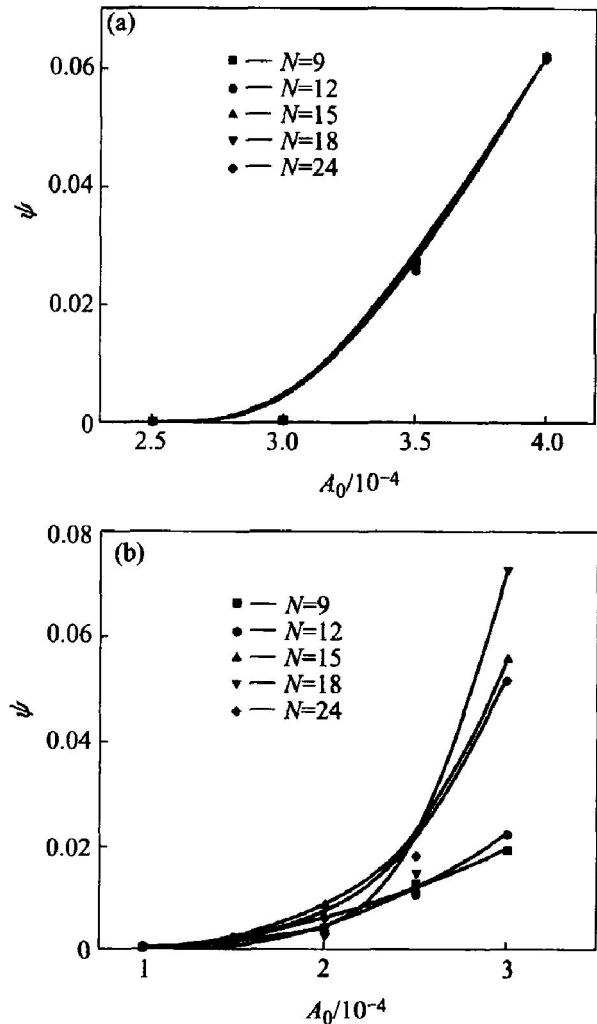 (a)
N=9
N=12
N=15
N=18
N=24
0.06
0.04
0.02
0
ψ
2.5 3.0 3.5 4.0
A₀/10⁻⁴
(b)
N=9
N=12
N=15
N=18
N=24
0.08
0.06
0.04
0.02
0
ψ
1 2 3
A₀/10⁻⁴